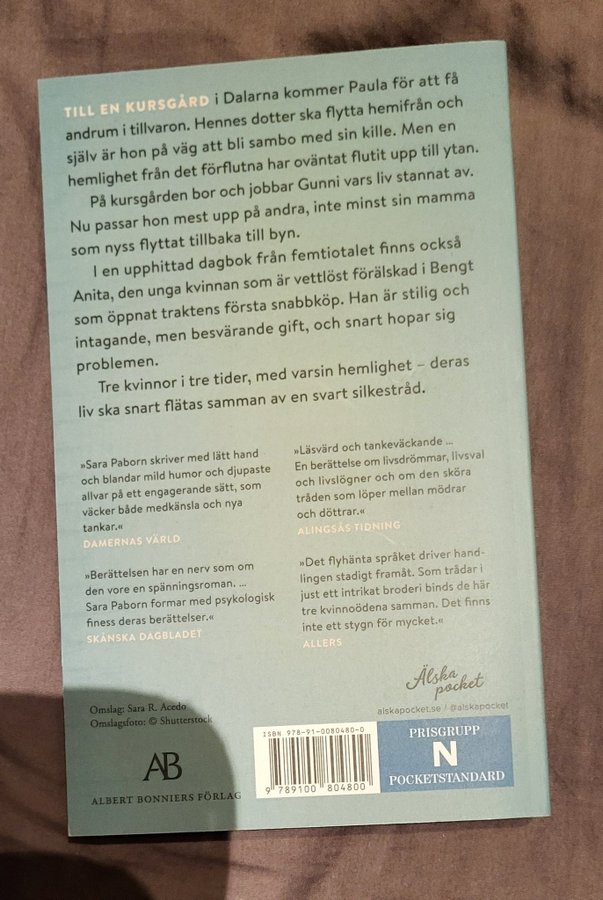 TILL EN KURSGÅRD i Dalarna kommer Paula för att få
andrum i tillvaron. Hennes dotter ska flytta hemifrån och
själv är hon på väg att bli sambo med sin kille. Men en
hemlighet från det förflutna har oväntat flutit upp till ytan.
På kursgården bor och jobbar Gunni vars liv stannat av.
Nu passar hon mest upp på andra, inte minst sin mamma
som nyss flyttat tillbaka till byn.
I en upphittad dagbok från femtiotalet finns också
Anita, den unga kvinnan som är vettlöst förälskad i Bengt
som öppnat traktens första snabbköp. Han är stilig och
intagande, men besvärande gift, och snart hopar sig
problemen.
Tre kvinnor i tre tider, med varsin hemlighet – deras
liv ska snart flätas samman av en svart silkestråd.
»Sara Paborn skriver med lätt hand
och blandar mild humor och djupaste
allvar på ett engagerande sätt, som
väcker både medkänsla och nya
tankar.«
DAMERNAS VÄRLD
»Läsvärd och tankeväckande ...
En berättelse om livsdrömmar, livsval
och livslögner och om den sköra
tråden som löper mellan mödrar
och döttrar.«
ALINGSÅS TIDNING
»Berättelsen har en nerv som om
den vore en spänningsroman. ...
Sara Paborn formar med psykologisk
finess deras berättelser.«
SKÅNSKA DAGBLADET
»Det flyhänta språket driver hand-
lingen stadigt framåt. Som trådar i
just ett intrikat broderi binds de här
tre kvinnoödena samman. Det finns
inte ett stygn för mycket.«
ALLERS
Älska
pocket
alskapocket.se / @alskapocket
Omslag: Sara R. Acedo
Omslagsfoto: © Shutterstock
AB
ALBERT BONNIERS FÖRLAG
ISBN 978-91-0080480-0
9 789100 804800
PRISGRUPP
N
POCKETSTANDARD